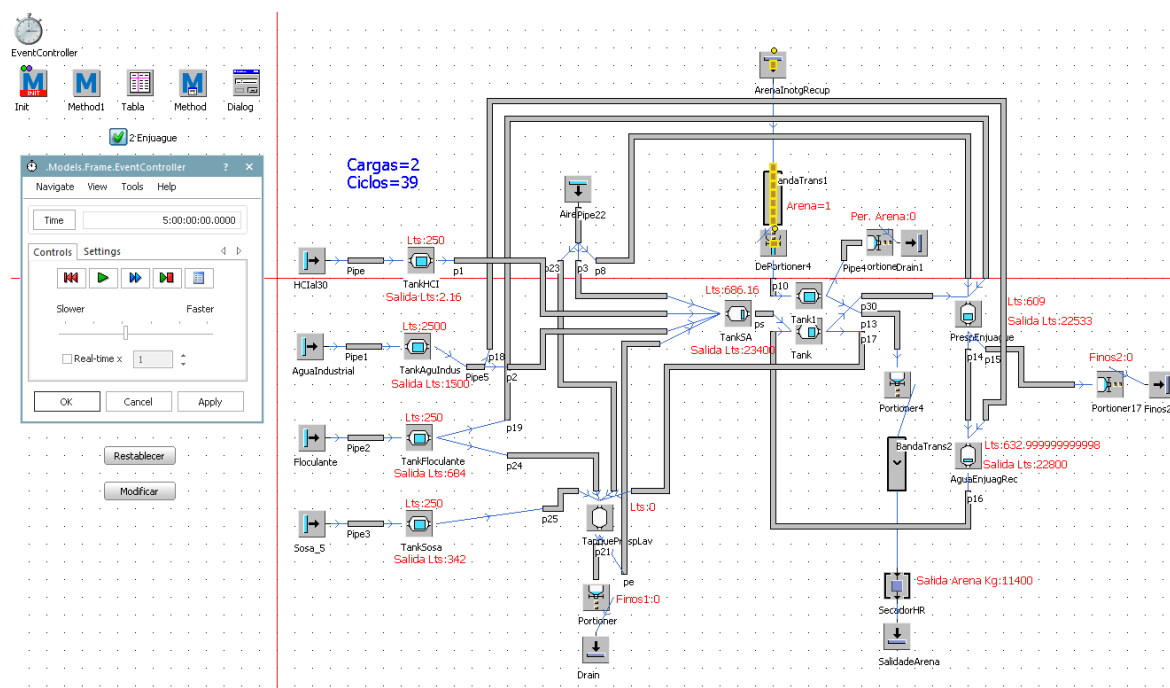 EventController
M
INIT
M
M
Init
Method1
Tabla
Method
Dialog
2 Enjuague
.Models.Frame.EventController
?
×
Navigate View Tools Help
Time
5:00:00:00.0000
Controls
Settings
Slower
Faster
Real-time x
1
OK
Cancel
Apply
Restablecer
Modificar
Cargas=2
Ciclos=39
ArenaInotgRecup
BandaTrans1
Arena=1
DePortioner4
Per. Arena:0
Pipe4
Drain1
Pipe22
p23
p3
p8
HClal30
Pipe
Lts:250
TankHCl
Salida Lts:2.16
p1
Lts:686.16
TankSA
Salida Lts:23400
ps
p10
Tank1
Tank
p30
p13
p17
Lts:609
Salida Lts:22533
p14
p15
AguaIndustrial
Pipe1
Lts:2500
TankAguIndus
Salida Lts:1500
Pipe5
p18
p2
Finos2:0
Portioner17
Finos2
Portioner4
BandaTrans2
Lts:632.999999999998
Salida Lts:22800
AguaEnjuagRec
p16
Floculante
Pipe2
Lts:250
TankFloculante
Salida Lts:684
p19
p24
Sosa_5
Pipe3
Lts:250
TankSosa
Salida Lts:342
p25
Lts:0
p21
pe
Finos1:0
Portioner
Drain
Salida Arena Kg:11400
SecadorHR
SalidadeArena